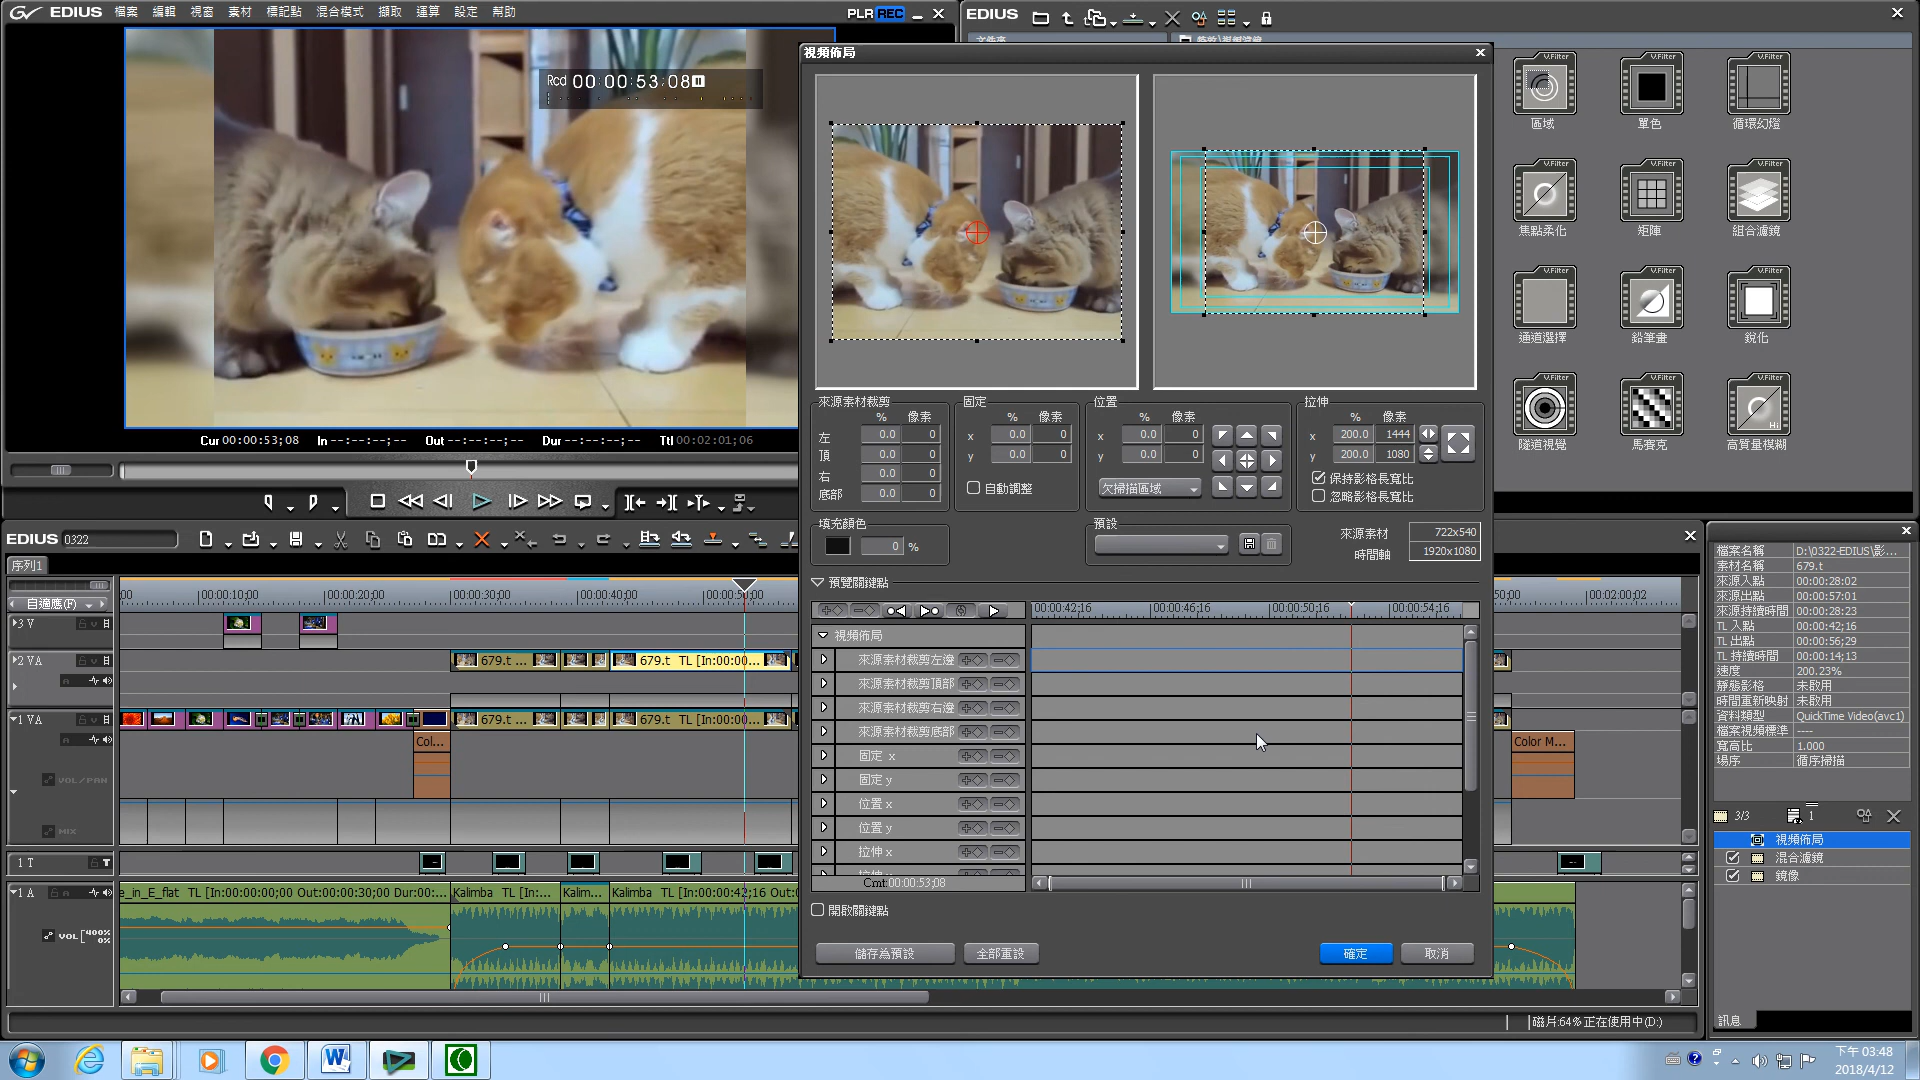 EDIUS 檔案 編輯 視窗 素材 標記點 混合模式 擷取 運算 設定 幫助 PLR REC
Rcd 00:00:53;08
Cur 00:00:53;08 In --:--:--;-- Out --:--:--;-- Dur --:--:--;-- Ttl 00:02:01;06
EDIUS
V.Filter V.Filter V.Filter
區域 單色 循環幻燈
V.Filter V.Filter V.Filter
焦點柔化 矩陣 組合濾鏡
V.Filter V.Filter V.Filter
通道選擇 鉛筆畫 銳化
V.Filter V.Filter V.Filter
Hi
隧道視覺 馬賽克 高質量模糊
視頻佈局
來源素材裁剪 固定 位置 拉伸
% 像素 % 像素 % 像素 % 像素
左 0.0 0 x 0.0 0 x 0.0 0 x 200.0 1444
頂 0.0 0 y 0.0 0 y 0.0 0 y 200.0 1080
右 0.0 0
底部 0.0 0 自動調整 欠掃描區域 保持影格長寬比
忽略影格長寬比
填充顏色 預設
0 %
來源素材 722x540
時間軸 1920x1080
預覽關鍵點
00:00:42;16 00:00:46;16 00:00:50;16 00:00:54;16
視頻佈局
來源素材裁剪左邊
來源素材裁剪頂部
來源素材裁剪右邊
來源素材裁剪底部
固定 x
固定 y
位置 x
位置 y
拉伸 x
Crnt:00:00:53;08
開啟關鍵點
儲存為預設 全部重設 確定 取消
EDIUS 0322
序列1
自適應(F)
00:00:10;00 00:00:20;00 00:00:30;00 00:00:40;00 00:02:00;02
3 V
2 VA 679.t ... 679.t TL [In:00:00...
1 VA 679.t ... 679.t TL [In:00:00...
Col... Color M...
VOL/PAN
MIX
1 T
1 A e_in_E_flat TL [In:00:00:00;00 Out:00:00:30;00 Dur:00:... Kalimba TL [In:... Kalim... Kalimba TL [In:00:00:42;16
VOL 400% 0%
磁片:64%正在使用中(D:)
檔案名稱 D:\0322-EDIUS\影...
素材名稱 679.t
來源入點 00:00:28;02
來源出點 00:00:57;01
來源持續時間 00:00:28;23
TL 入點 00:00:42;16
TL 出點 00:00:56;29
TL 持續時間 00:00:14;13
速度 200.23%
靜態影格 未啟用
時間重新映射 未啟用
資料類型 QuickTime Video(avc1)
檔案視頻標準 ----
寬高比 1.000
場序 循序掃描
3/3 1
視頻佈局
混合濾鏡
鏡像
訊息
下午 03:48
2018/4/12